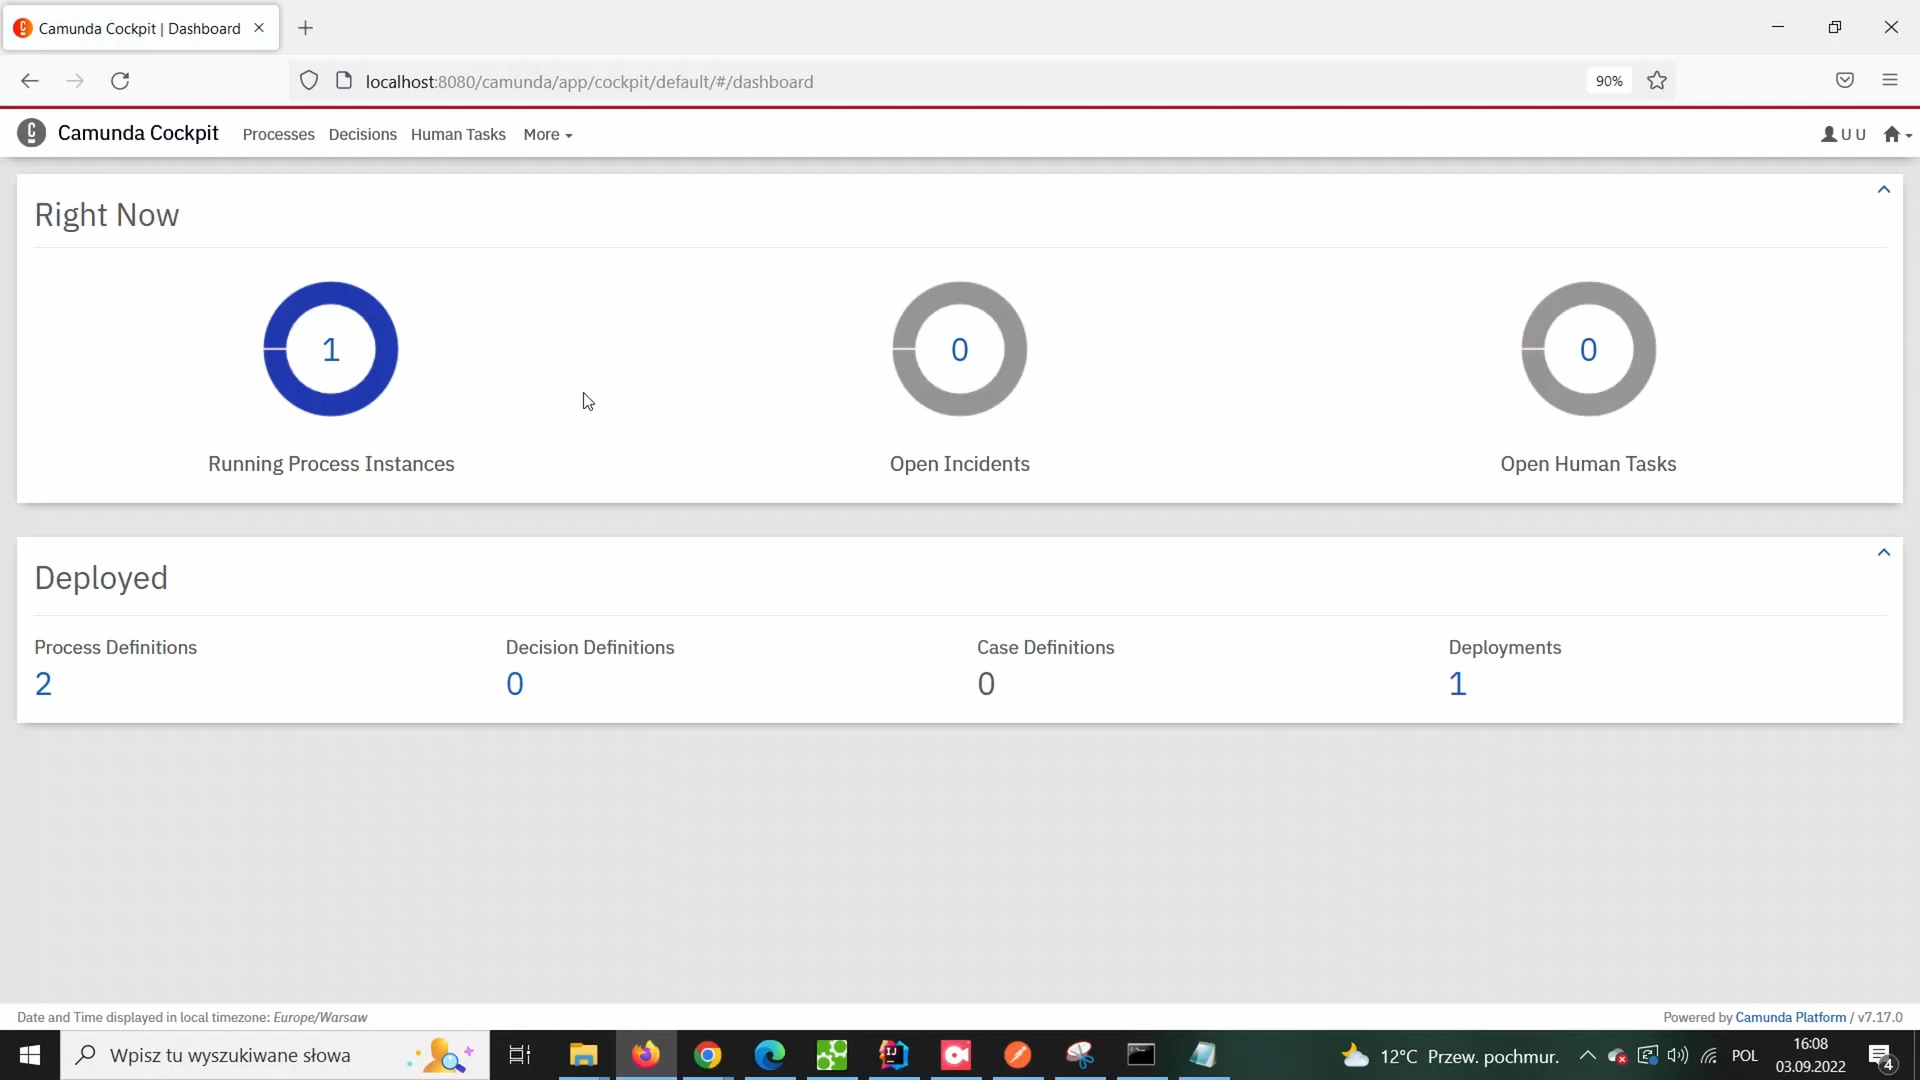 Camunda Cockpit | Dashboard
localhost:8080/camunda/app/cockpit/default/#/dashboard
90%
Camunda Cockpit
Processes
Decisions
Human Tasks
More
U U
Right Now
1
0
0
Running Process Instances
Open Incidents
Open Human Tasks
Deployed
Process Definitions
Decision Definitions
Case Definitions
Deployments
2
0
0
1
Date and Time displayed in local timezone: Europe/Warsaw
Powered by Camunda Platform / v7.17.0
Wpisz tu wyszukiwane słowa
12°C Przew. pochmur.
POL
16:08
03.09.2022
4